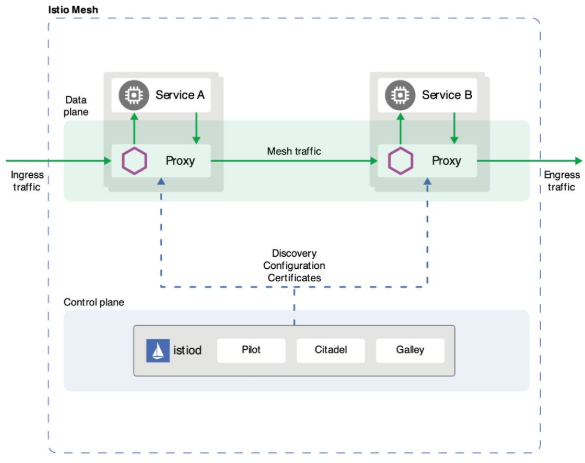 Istio Mesh
Service A
Service B
Data
plane
Proxy
Mesh traffic
Proxy
Ingress
traffic
Engress
traffic
Discovery
Configuration
Certificates
Control plane
istiod
Pilot
Citadel
Galley